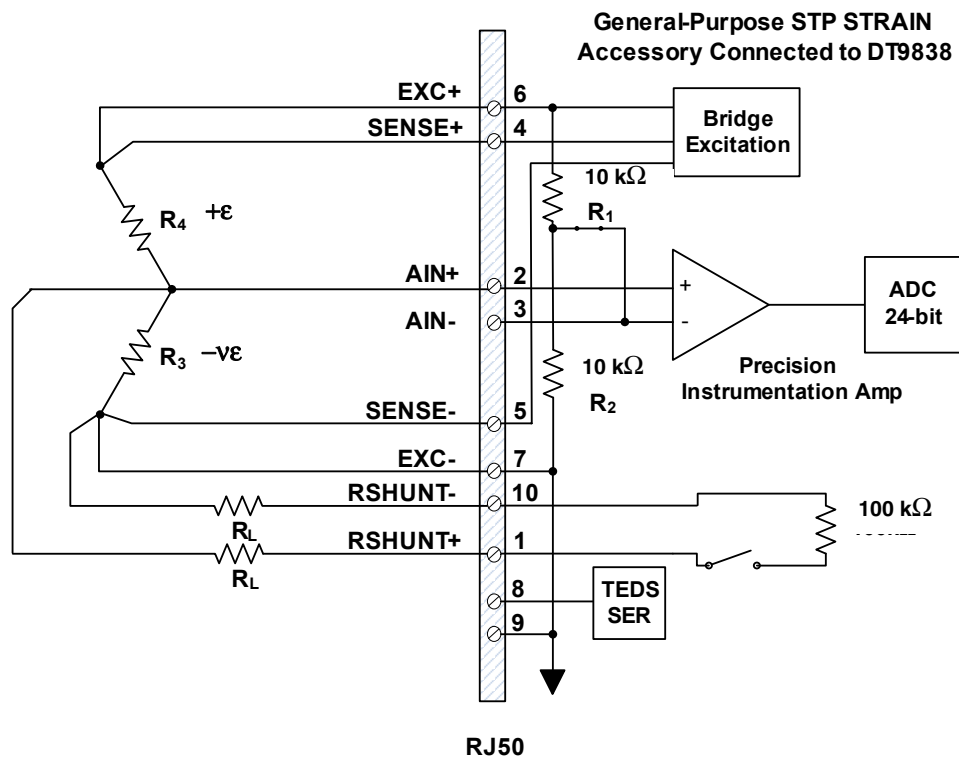 General-Purpose STP STRAIN
Accessory Connected to DT9838
EXC+
6
SENSE+
4
Bridge
Excitation
10 kΩ
R1
R4 +ε
AIN+
2
+
ADC
24-bit
AIN-
3
-
R3 −νε
10 kΩ
R2
Precision
Instrumentation Amp
SENSE-
5
EXC-
7
RSHUNT-
10
RL
100 kΩ
RSHUNT+
1
RL
8
TEDS
SER
9
RJ50